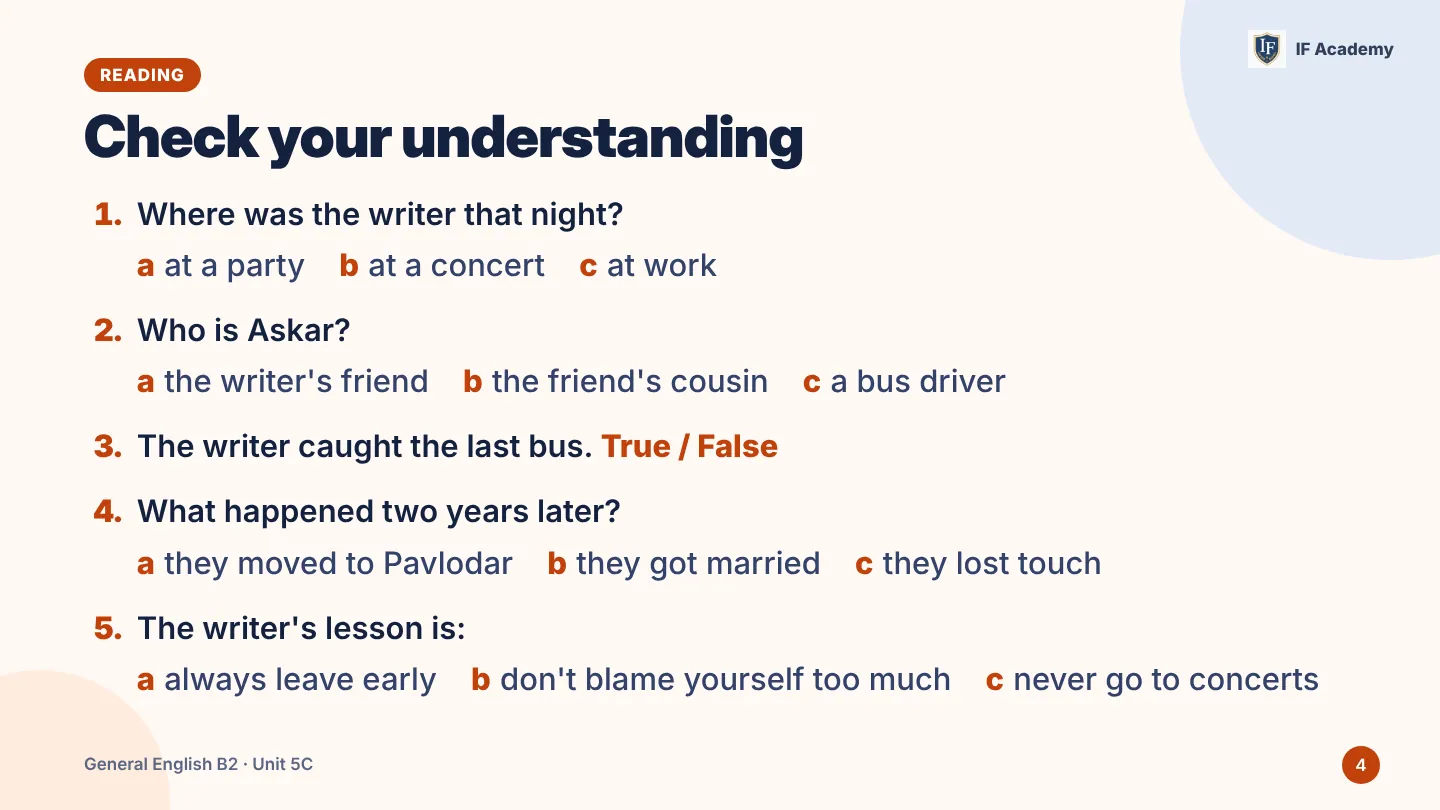 IF IF Academy
READING
Check your understanding
1. Where was the writer that night?
a at a party b at a concert c at work
2. Who is Askar?
a the writer's friend b the friend's cousin c a bus driver
3. The writer caught the last bus. True / False
4. What happened two years later?
a they moved to Pavlodar b they got married c they lost touch
5. The writer's lesson is:
a always leave early b don't blame yourself too much c never go to concerts
General English B2 · Unit 5C
4